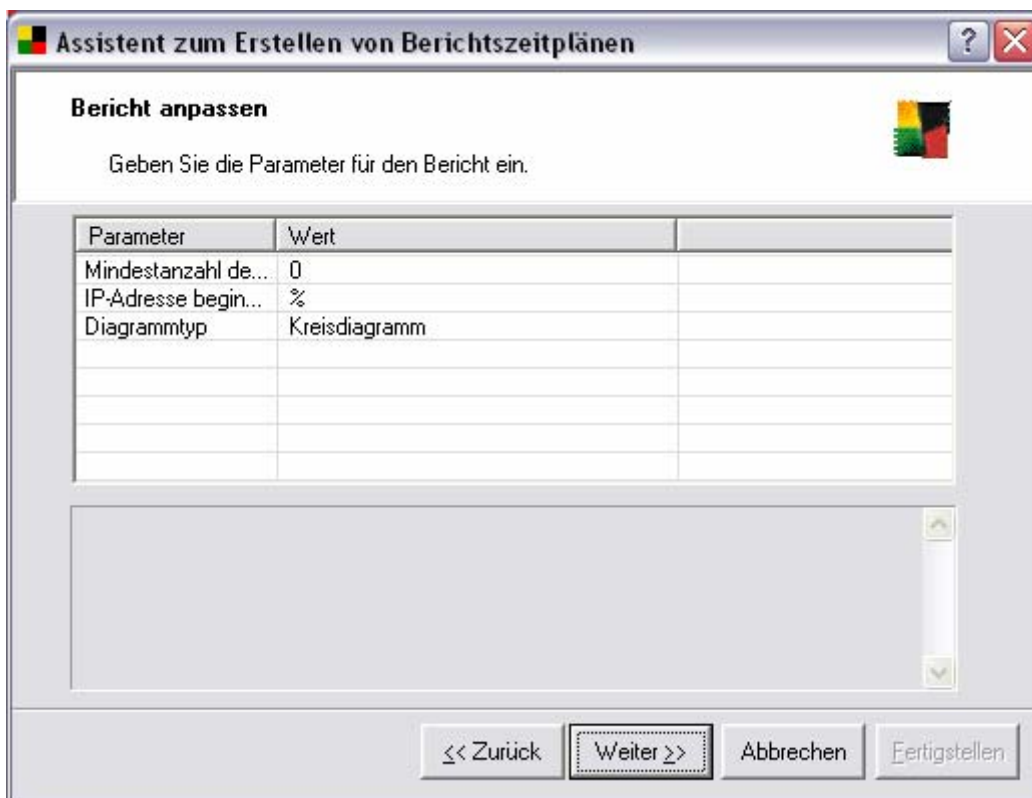 Assistent zum Erstellen von Berichtszeitplänen ?
Bericht anpassen
Geben Sie die Parameter für den Bericht ein.
Parameter Wert
Mindestanzahl de... 0
IP-Adresse begin... %
Diagrammtyp Kreisdiagramm
<< Zurück Weiter >> Abbrechen Fertigstellen